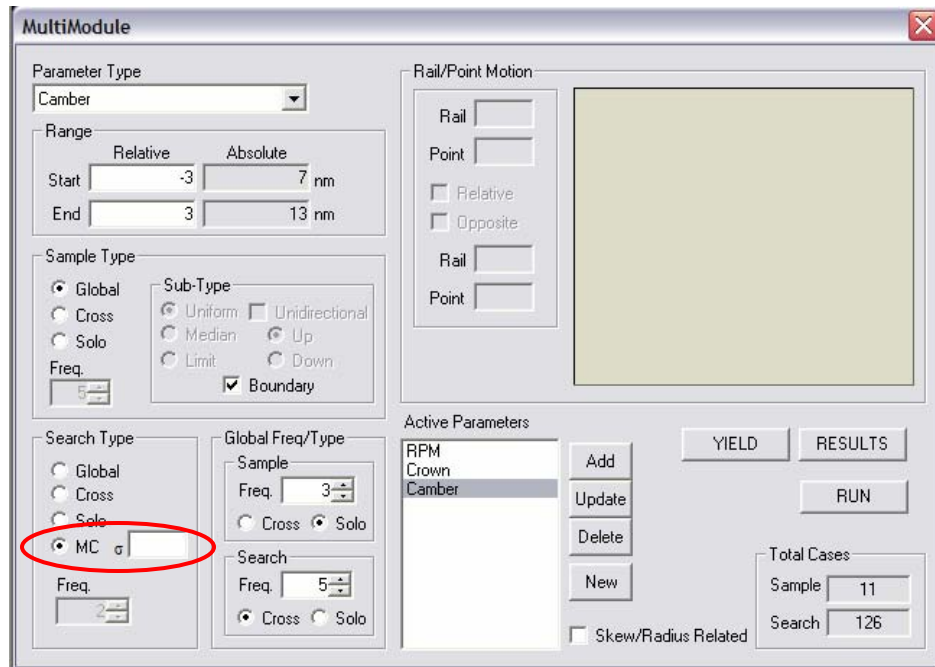 MultiModule
Parameter Type
Camber
Range
Relative Absolute
Start -3 7 nm
End 3 13 nm
Sample Type
Global
Cross
Solo
Freq.
5
Sub-Type
Uniform Unidirectional
Median Up
Limit Down
Boundary
Search Type
Global
Cross
Solo
MC σ
Freq.
2
Global Freq/Type
Sample
Freq. 3
Cross Solo
Search
Freq. 5
Cross Solo
Rail/Point Motion
Rail
Point
Relative
Opposite
Rail
Point
Active Parameters
RPM
Crown
Camber
Add
Update
Delete
New
Skew/Radius Related
YIELD RESULTS
RUN
Total Cases
Sample 11
Search 126